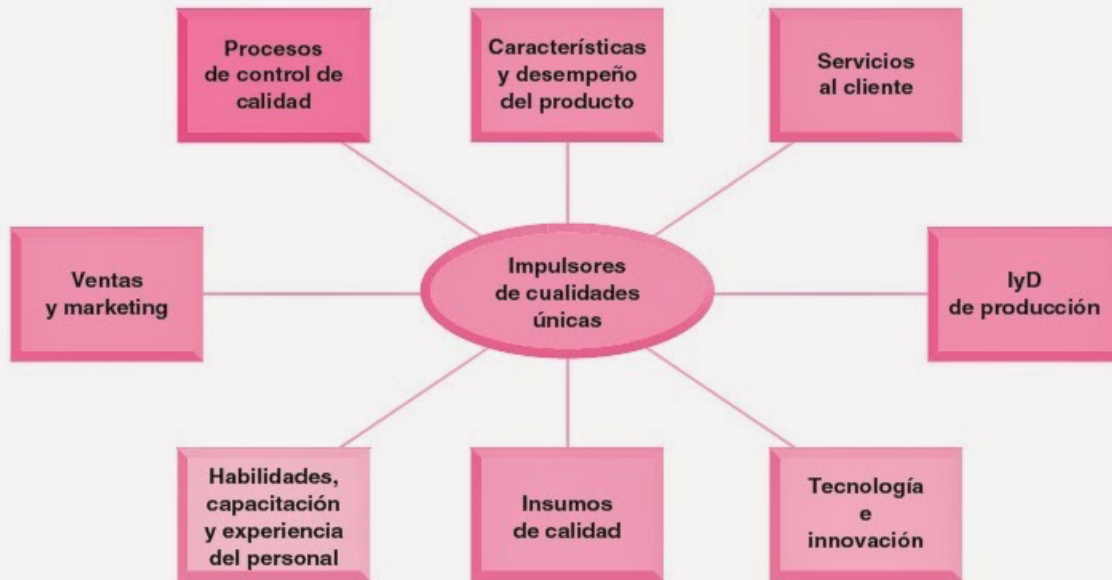 Procesos
de control de
calidad
Características
y desempeño
del producto
Servicios
al cliente
Ventas
y marketing
Impulsores
de cualidades
únicas
IyD
de producción
Habilidades,
capacitación
y experiencia
del personal
Insumos
de calidad
Tecnología
e
innovación